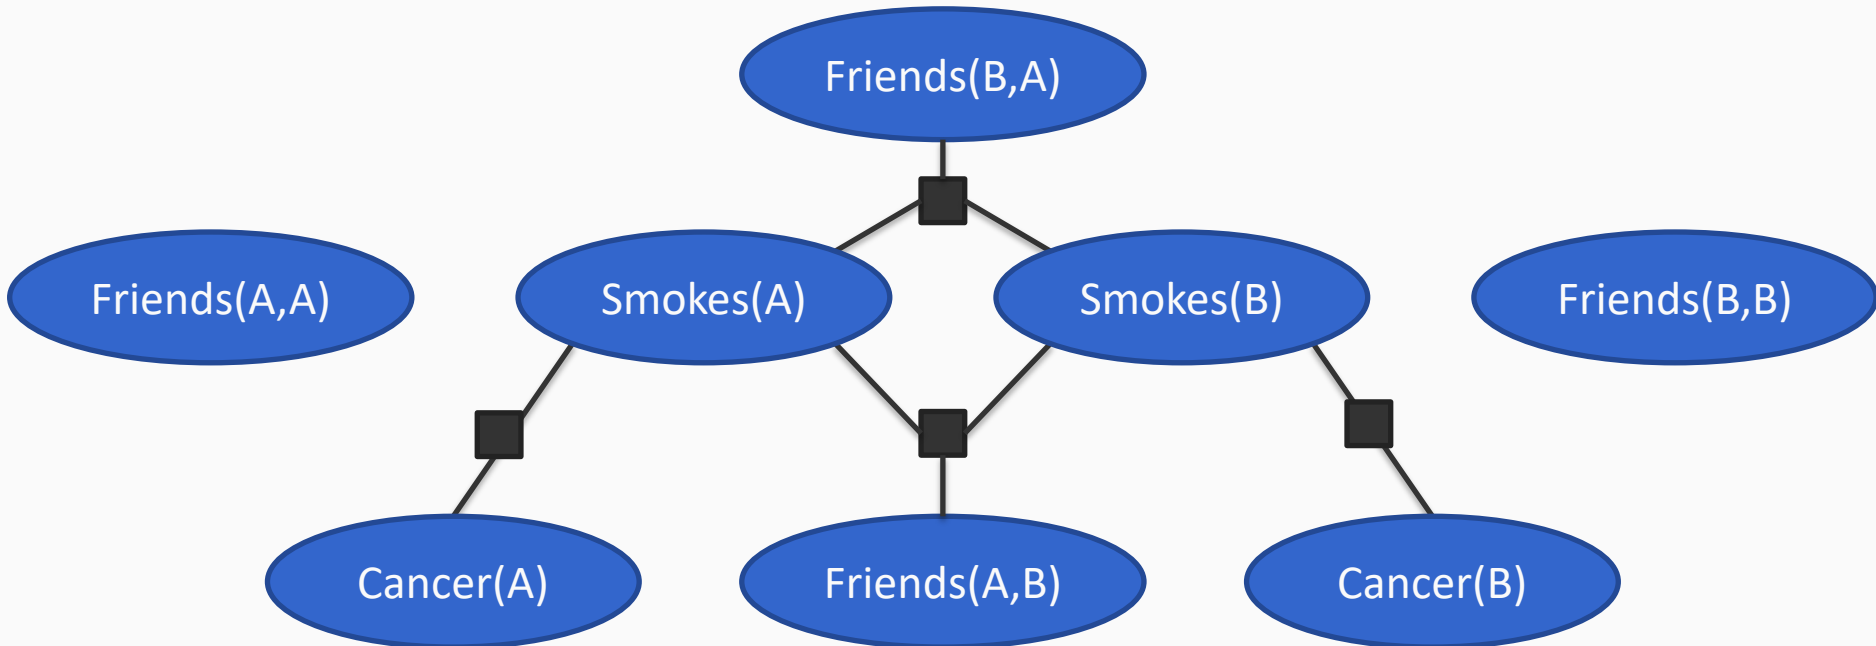 Friends(B,A)
Friends(A,A)
Smokes(A)
Smokes(B)
Friends(B,B)
Cancer(A)
Friends(A,B)
Cancer(B)